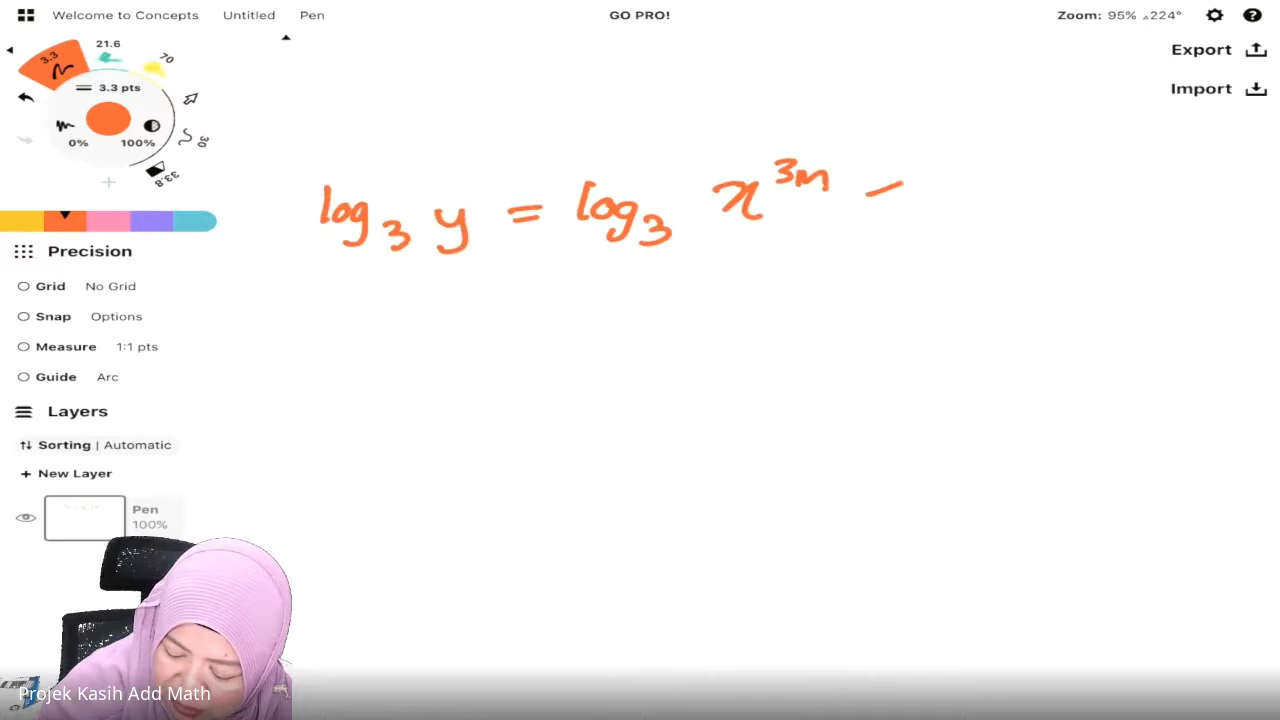 Welcome to Concepts Untitled Pen GO PRO! Zoom: 95% 224°
Export
Import
3.3 21.6 70
3.3 pts
0% 100%
30
33.8
log₃ y = log₃ x³ᵐ –
Precision
Grid No Grid
Snap Options
Measure 1:1 pts
Guide Arc
Layers
Sorting | Automatic
+ New Layer
Pen
100%
Projek Kasih Add Math